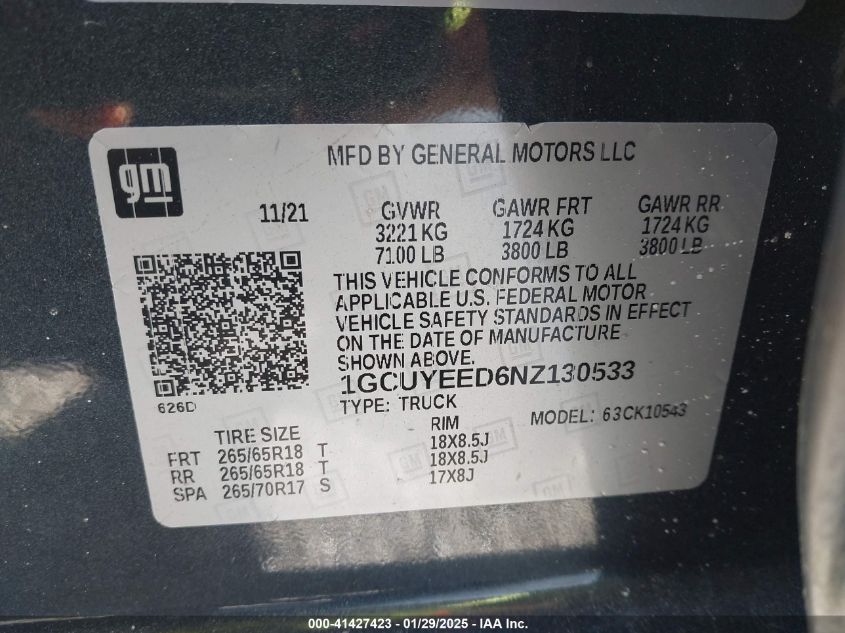 gm
MFD BY GENERAL MOTORS LLC
11/21
GVWR GAWR FRT GAWR RR
3221 KG 1724 KG 1724 KG
7100 LB 3800 LB 3800 LB
THIS VEHICLE CONFORMS TO ALL
APPLICABLE U.S. FEDERAL MOTOR
VEHICLE SAFETY STANDARDS IN EFFECT
ON THE DATE OF MANUFACTURE
SHOWN ABOVE.
1GCUYEED6NZ130533
626D
TYPE: TRUCK
MODEL: 63CK10543
TIRE SIZE RIM
FRT 265/65R18 T 18X8.5J
RR 265/65R18 T 18X8.5J
SPA 265/70R17 S 17X8J
000-41427423 - 01/29/2025 - IAAI, Inc.